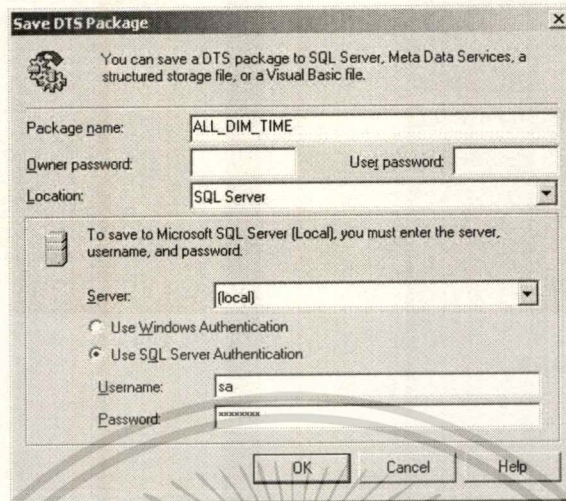 Save DTS Package
You can save a DTS package to SQL Server, Meta Data Services, a
structured storage file, or a Visual Basic file.
Package name: ALL_DIM_TIME
Owner password: User password:
Location: SQL Server
To save to Microsoft SQL Server (Local), you must enter the server,
username, and password.
Server: (local)
Use Windows Authentication
Use SQL Server Authentication
Username: sa
Password: xxxxxxxx
OK Cancel Help